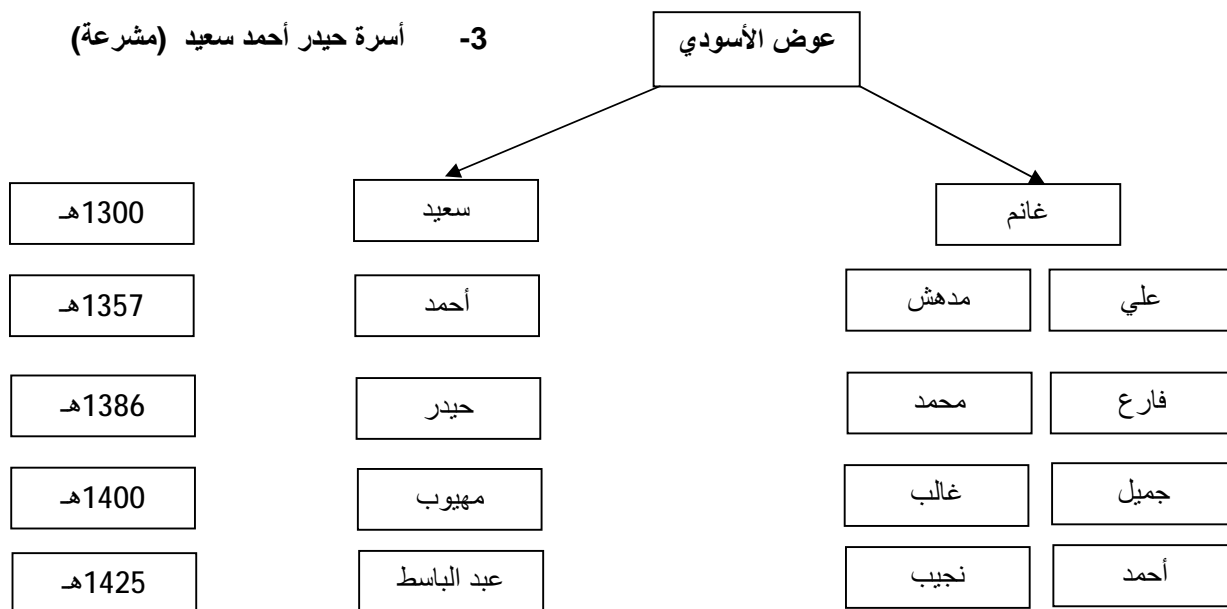 3- أسرة حيدر أحمد سعيد (مشرعة)
عوض الأسودي
غانم سعيد 1300هـ
علي مدهش أحمد 1357هـ
فارع محمد حيدر 1386هـ
جميل غالب مهيوب 1400هـ
أحمد نجيب عبد الباسط 1425هـ